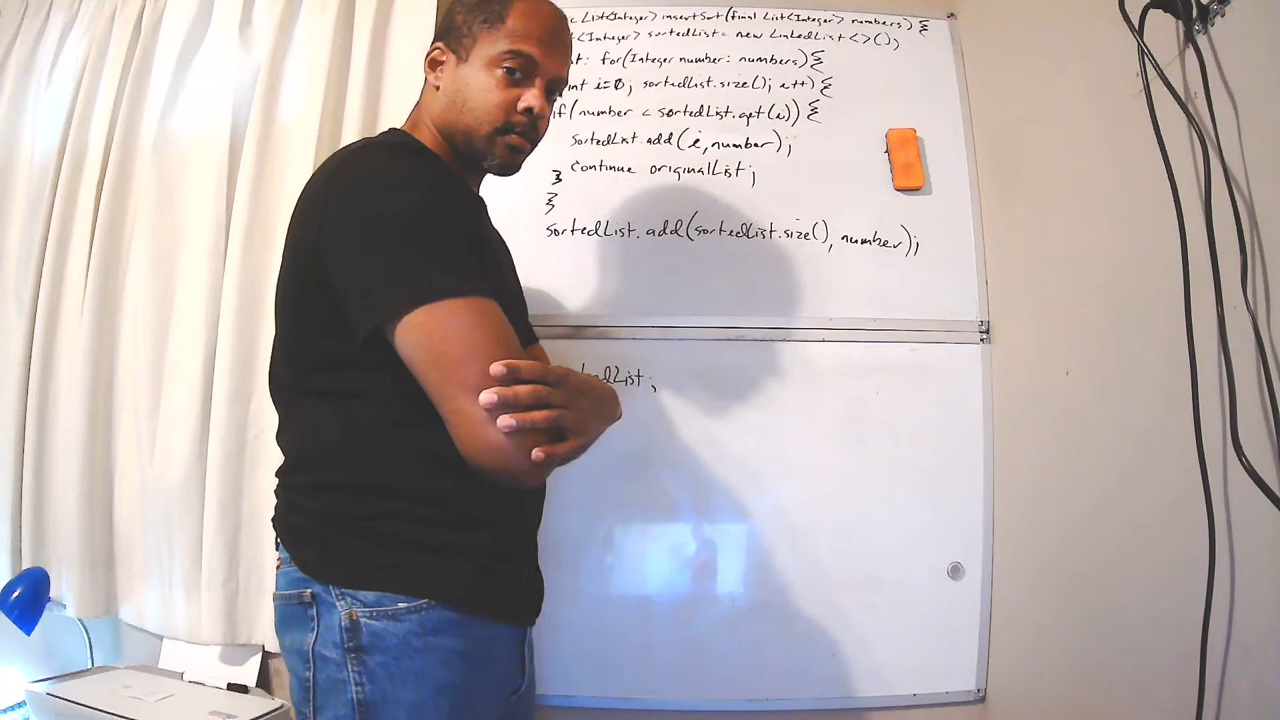 List<Integer> insertSort(final List<Integer> numbers) {
<Integer> sortedList = new LinkedList<>();
t: for(Integer number: numbers){
int i=0; sortedList.size(); i++) {
if(number < sortedList.get(i)) {
sortedList.add(i, number);
} continue originalList;
}
sortedList.add(sortedList.size(), number);
List;